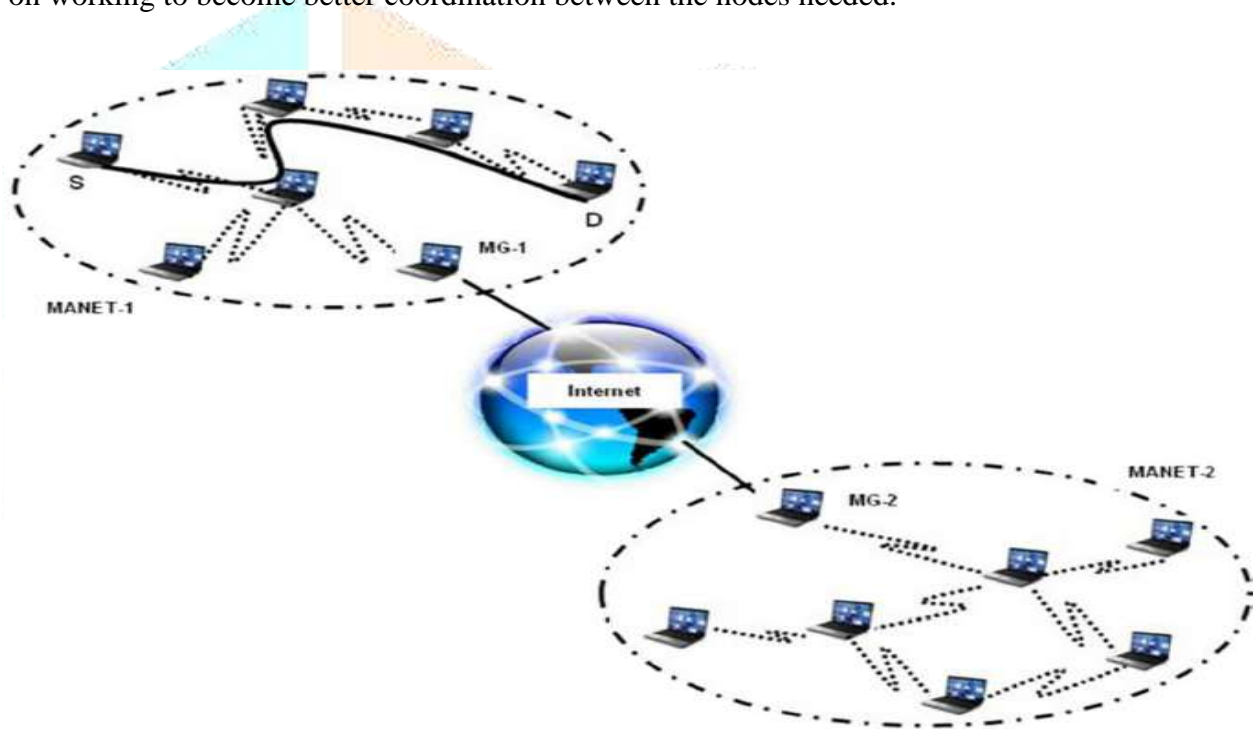 on working to become better coordination between the nodes needed.
S
D
MG-1
MANET-1
Internet
MANET-2
MG-2